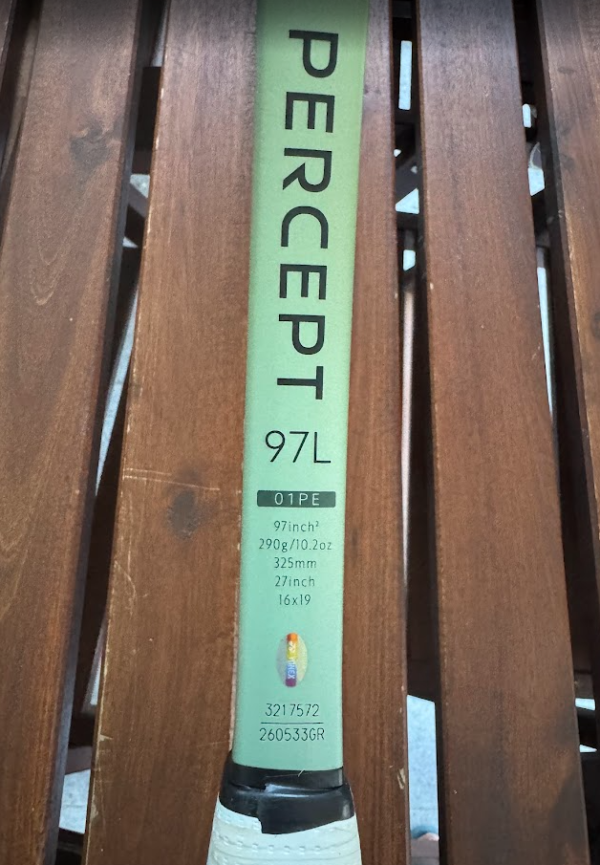 PERCEPT
97L
01PE
97inch²
290g/10.2oz
325mm
27inch
16x19
3217572
260533GR